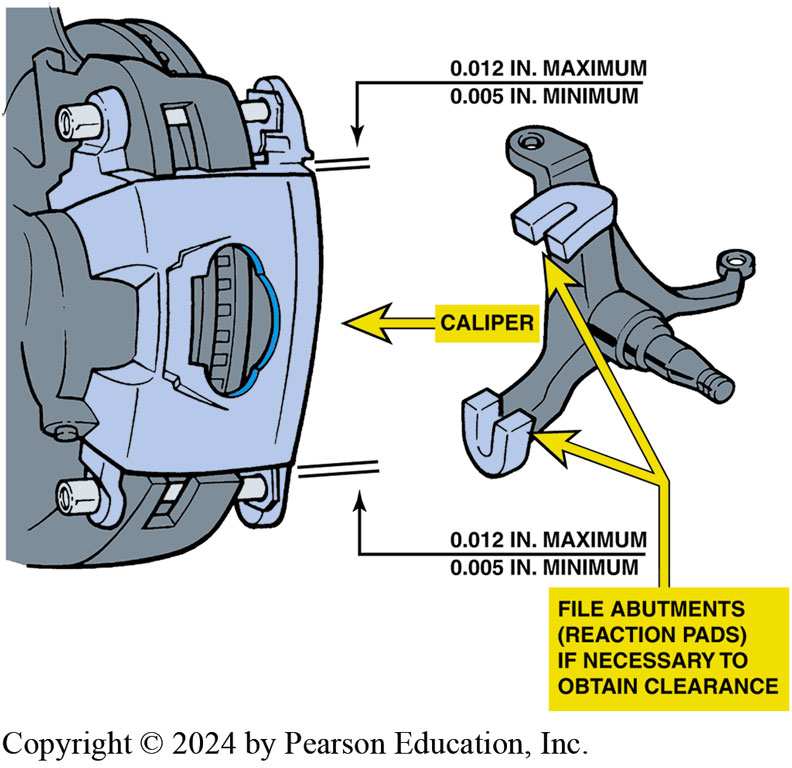 0.012 IN. MAXIMUM
0.005 IN. MINIMUM
CALIPER
0.012 IN. MAXIMUM
0.005 IN. MINIMUM
FILE ABUTMENTS
(REACTION PADS)
IF NECESSARY TO
OBTAIN CLEARANCE
Copyright © 2024 by Pearson Education, Inc.